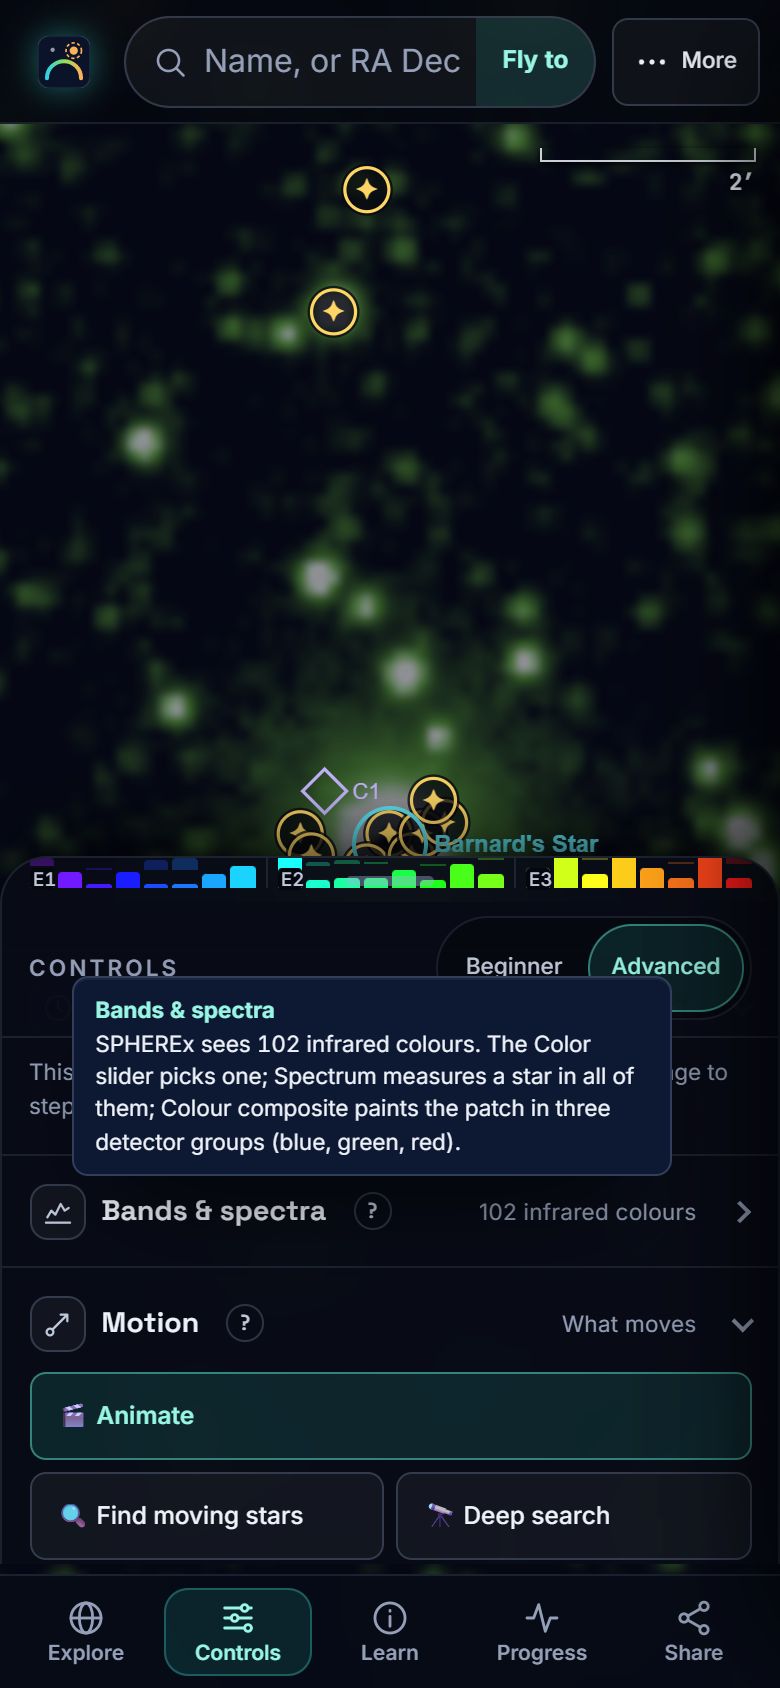 Name, or RA Dec
Fly to
More
2′
C1
Barnard's Star
E1
E2
E3
CONTROLS
Beginner
Advanced
Bands & spectra
SPHEREx sees 102 infrared colours. The Color
slider picks one; Spectrum measures a star in all of
them; Colour composite paints the patch in three
detector groups (blue, green, red).
This
ge to
step
Bands & spectra
?
102 infrared colours
Motion
?
What moves
Animate
Find moving stars
Deep search
Explore
Controls
Learn
Progress
Share